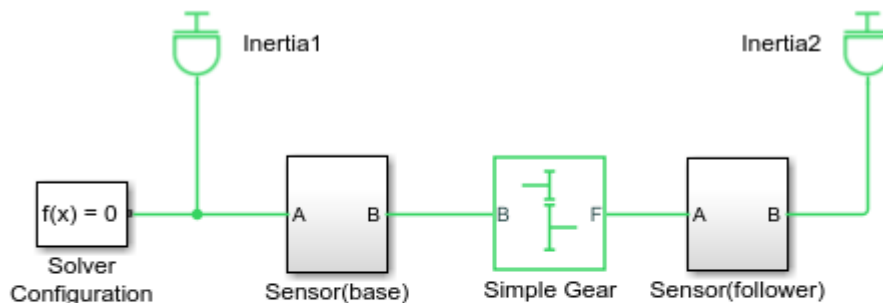 Inertia1
Inertia2
f(x) = 0
A
B
B
F
A
B
Solver
Configuration
Sensor(base)
Simple Gear
Sensor(follower)